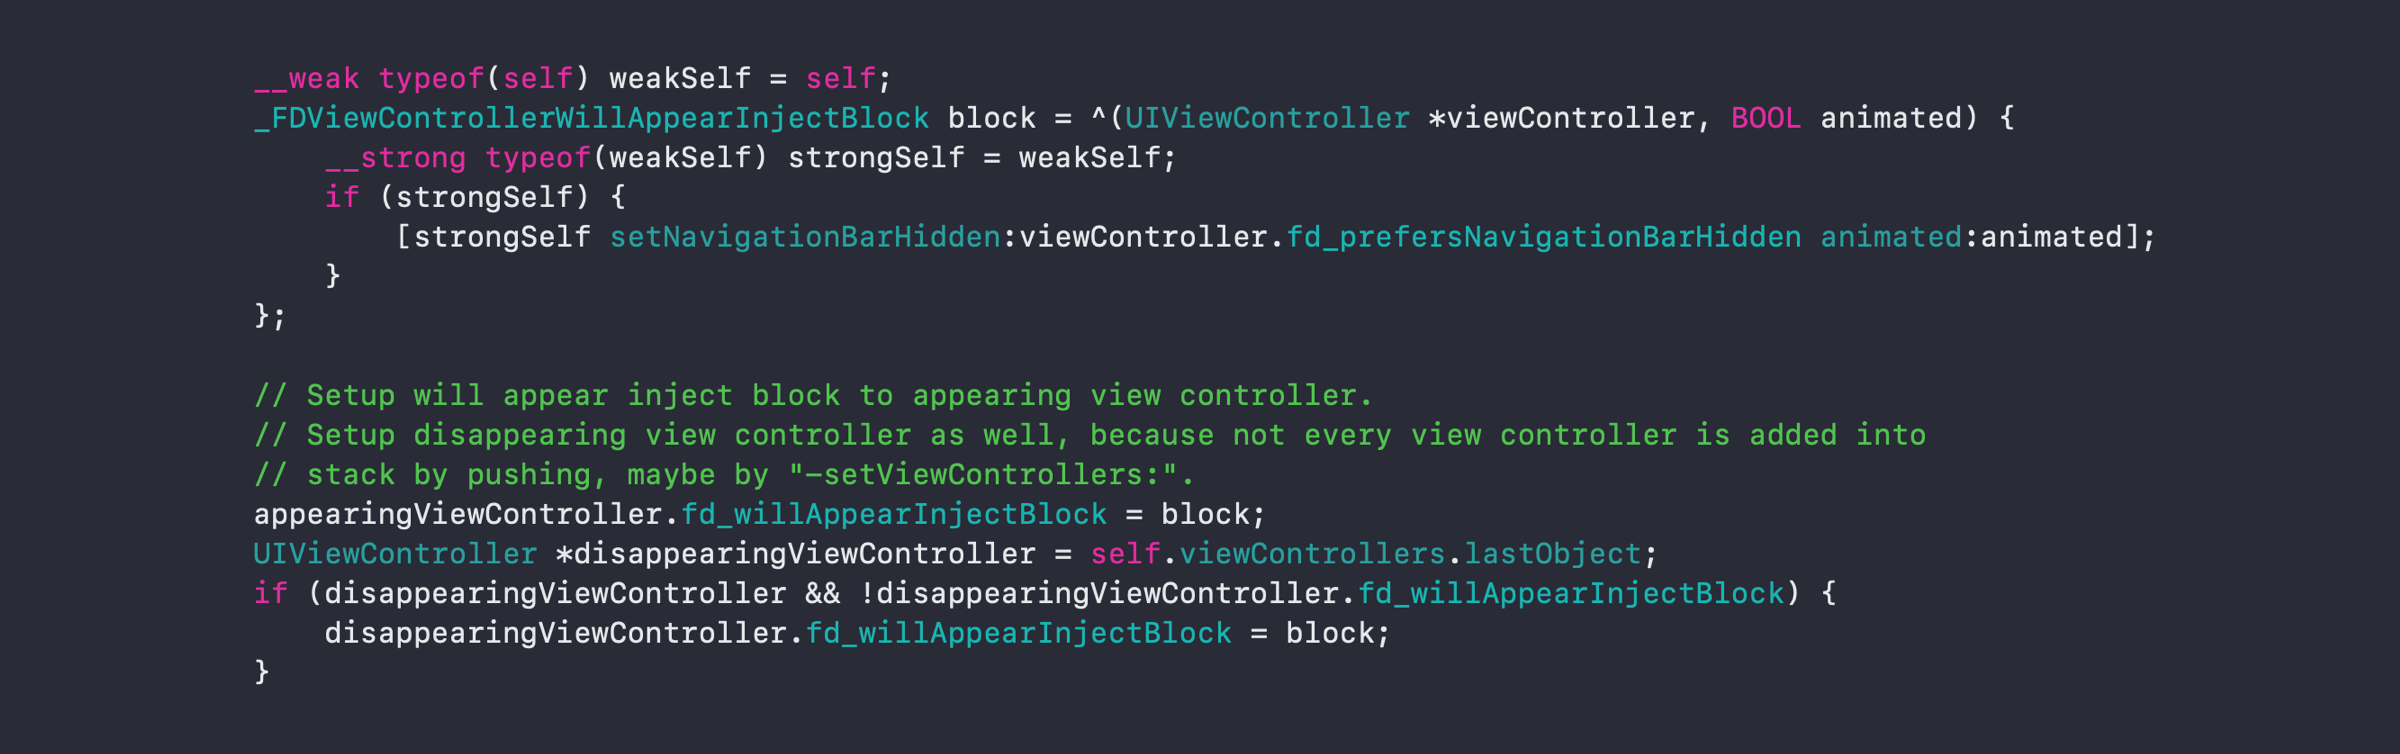 __weak typeof(self) weakSelf = self;
_FDViewControllerWillAppearInjectBlock block = ^(UIViewController *viewController, BOOL animated) {
    __strong typeof(weakSelf) strongSelf = weakSelf;
    if (strongSelf) {
        [strongSelf setNavigationBarHidden:viewController.fd_prefersNavigationBarHidden animated:animated];
    }
};

// Setup will appear inject block to appearing view controller.
// Setup disappearing view controller as well, because not every view controller is added into
// stack by pushing, maybe by "-setViewControllers:".
appearingViewController.fd_willAppearInjectBlock = block;
UIViewController *disappearingViewController = self.viewControllers.lastObject;
if (disappearingViewController && !disappearingViewController.fd_willAppearInjectBlock) {
    disappearingViewController.fd_willAppearInjectBlock = block;
}